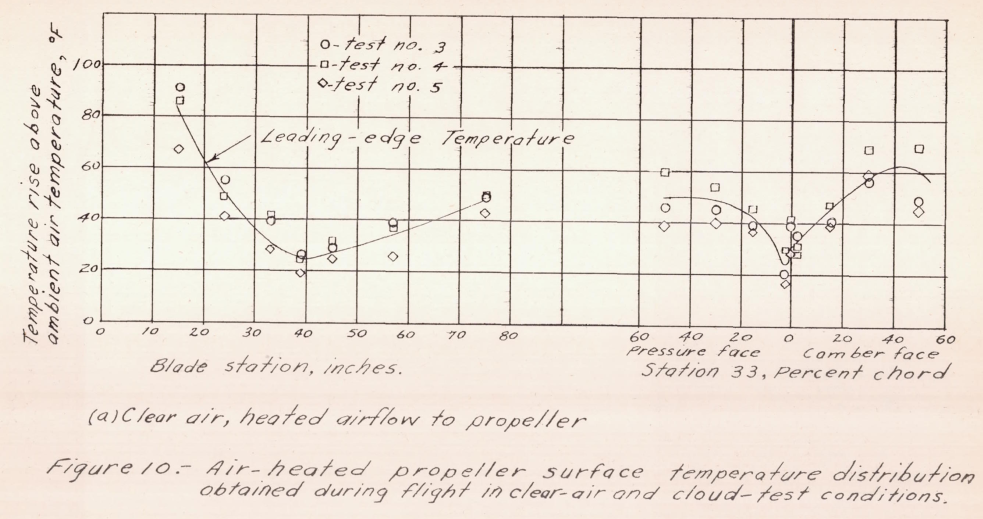 Temperature rise above
ambient air temperature, °F
100
80
60
40
20
0
O-test no. 3
□-test no. 4
◇-test no. 5
Leading-edge Temperature
0 10 20 30 40 50 60 70 80
60 40 20 0 20 40 60
Blade station, inches.
Pressure face Camber face
Station 33, Percent chord
(a) Clear air, heated airflow to propeller
Figure 10.- Air-heated propeller surface temperature distribution
obtained during flight in clear-air and cloud-test conditions.